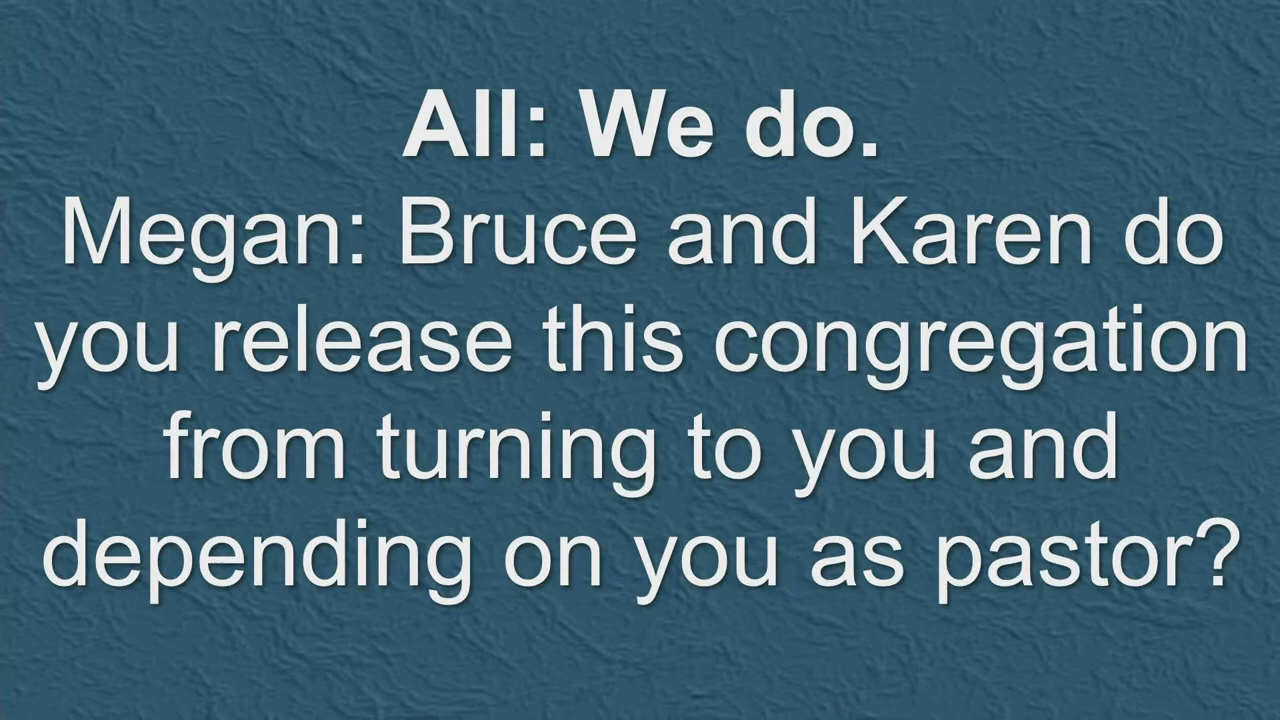 All: We do.
Megan: Bruce and Karen do
you release this congregation
from turning to you and
depending on you as pastor?